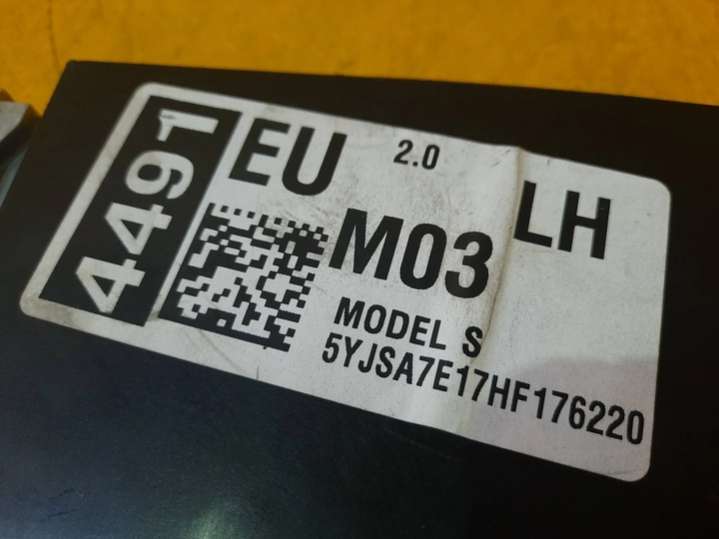 4491
EU 2.0 LH
M03
MODEL S
5YJSA7E17HF176220